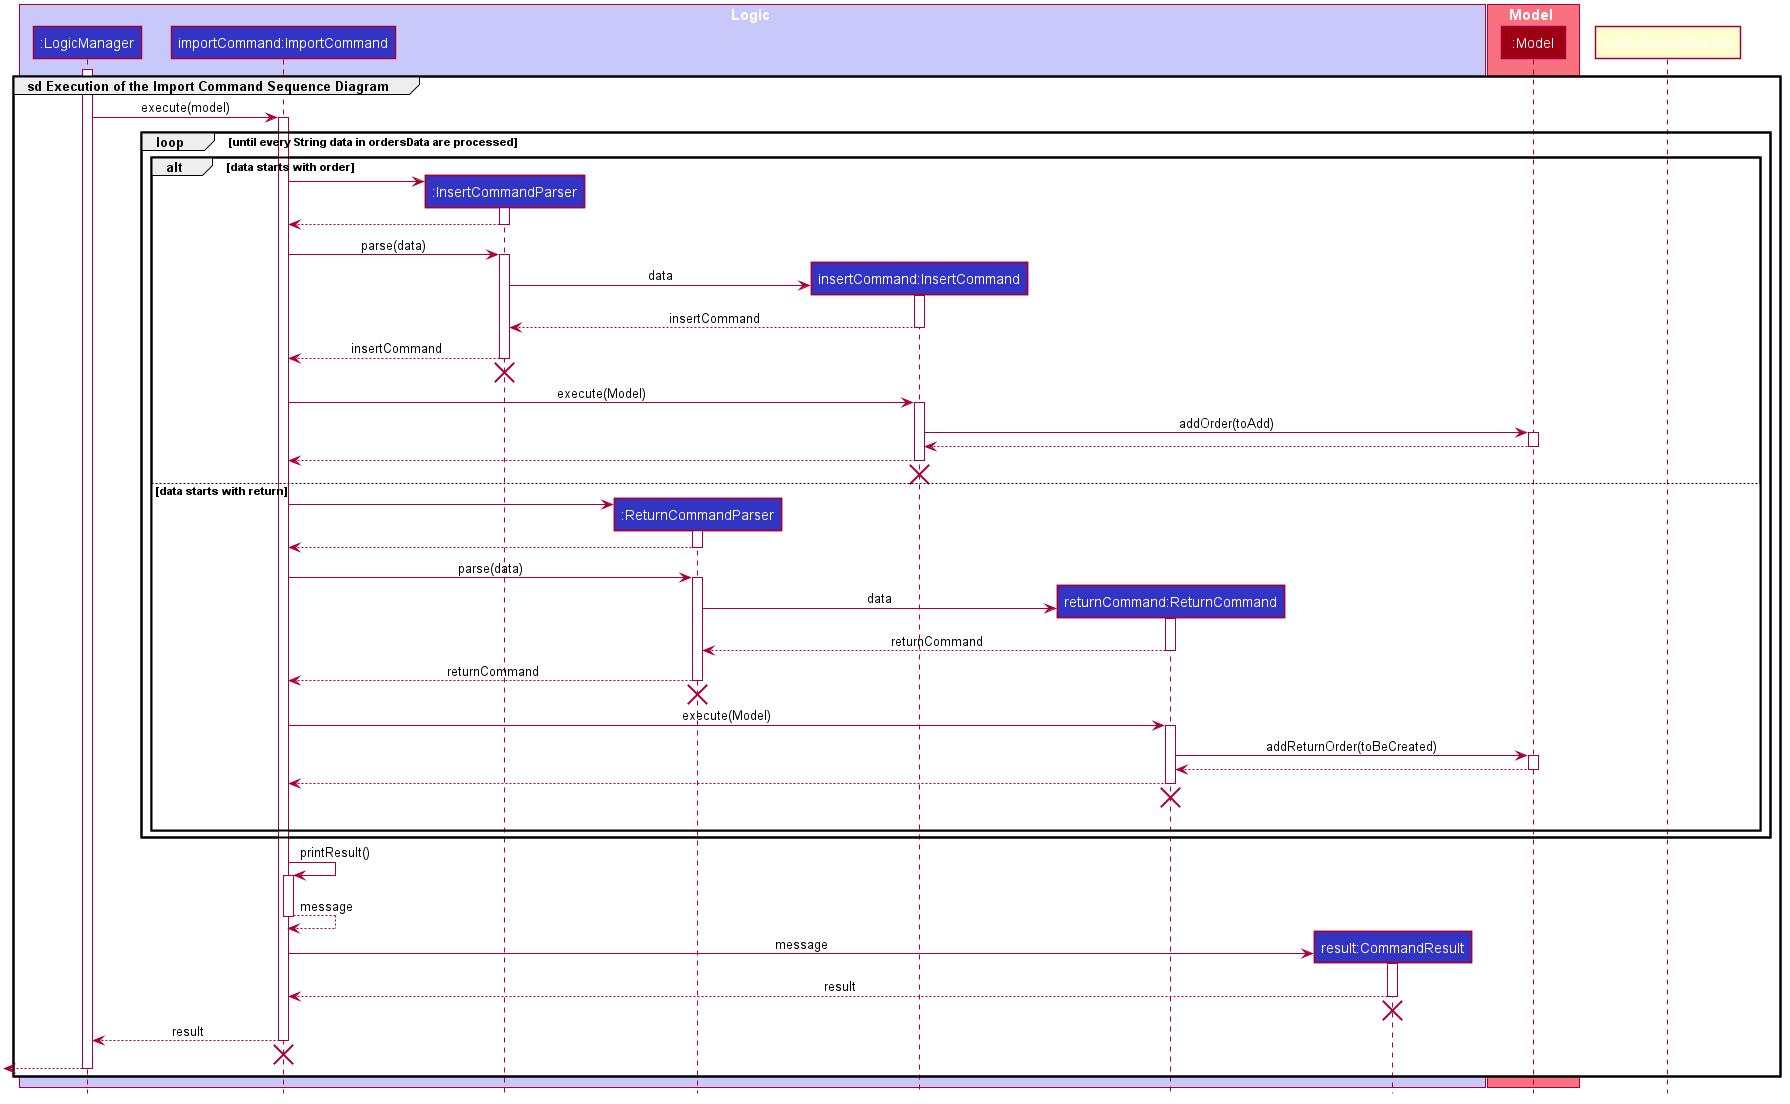 Logic
Model
:LogicManager
importCommand:ImportCommand
:Model
sd Execution of the Import Command Sequence Diagram
execute(model)
loop
[until every String data in ordersData are processed]
alt
[data starts with order]
:InsertCommandParser
parse(data)
data
insertCommand:InsertCommand
insertCommand
insertCommand
execute(Model)
addOrder(toAdd)
[data starts with return]
:ReturnCommandParser
parse(data)
data
returnCommand:ReturnCommand
returnCommand
returnCommand
execute(Model)
addReturnOrder(toBeCreated)
printResult()
message
message
result:CommandResult
result
result